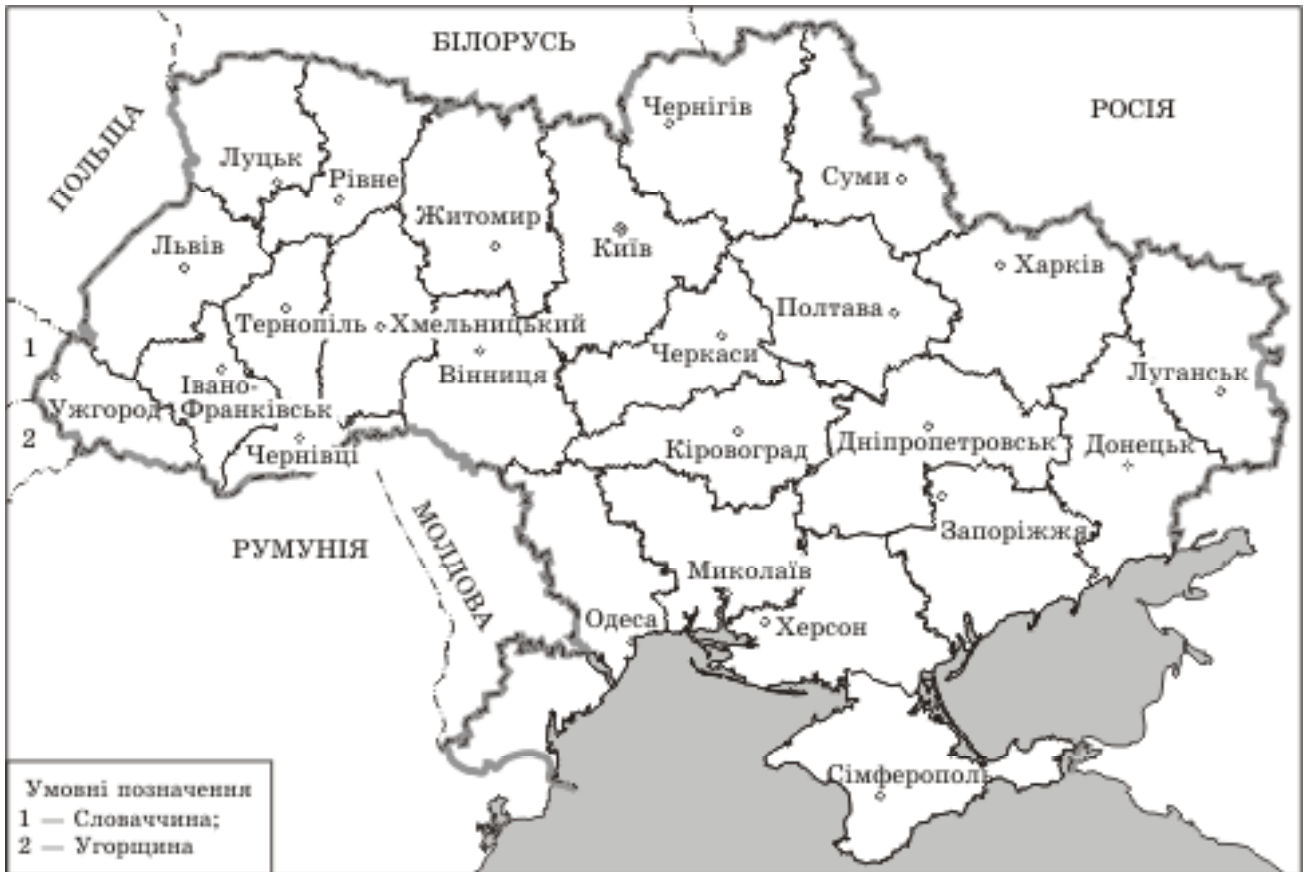 БІЛОРУСЬ
РОСІЯ
ПОЛЬЩА
Чернігів
Луцьк
Рівне
Суми
Житомир
Київ
Львів
Харків
Полтава
Тернопіль
Хмельницький
Черкаси
1
Вінниця
Луганськ
Івано-
Франківськ
Ужгород
2
Чернівці
Кіровоград
Дніпропетровськ
Донецьк
Запоріжжя
РУМУНІЯ
МОЛДОВА
Миколаїв
Одеса
Херсон
Сімферополь
Умовні позначення
1 — Словаччина;
2 — Угорщина